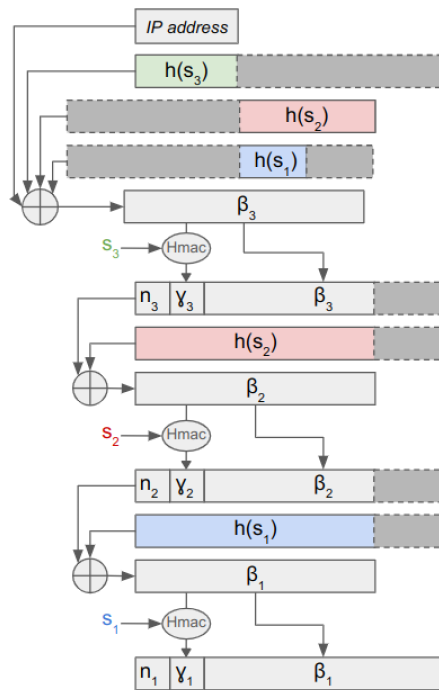 IP address
h(s₃)
h(s₂)
h(s₁)
β₃
s₃ Hmac
n₃ γ₃ β₃
h(s₂)
β₂
s₂ Hmac
n₂ γ₂ β₂
h(s₁)
β₁
s₁ Hmac
n₁ γ₁ β₁